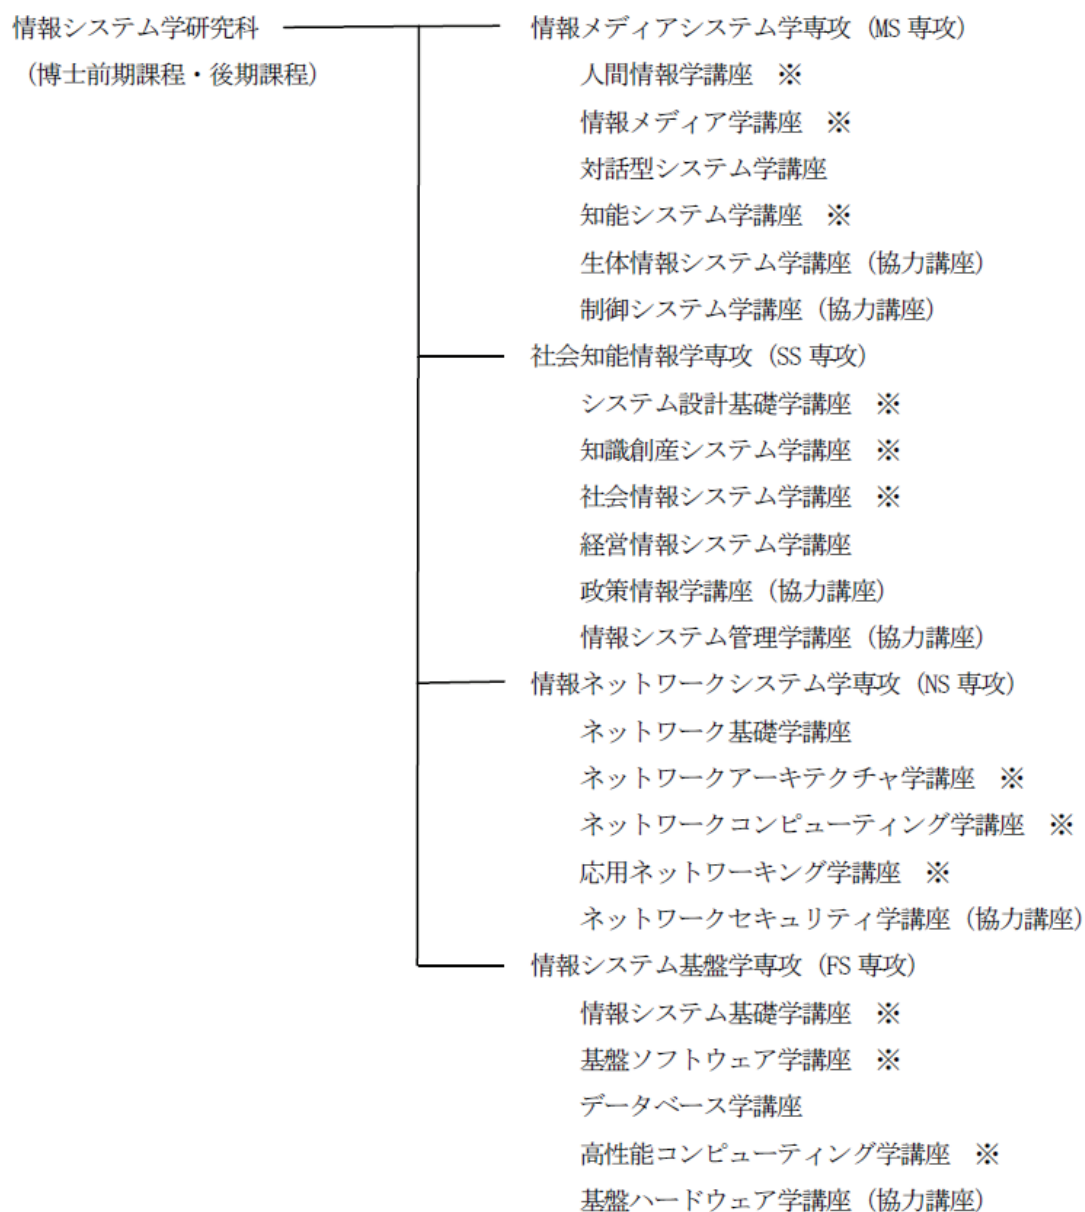 情報システム学研究科
(博士前期課程・後期課程)
情報メディアシステム学専攻(MS 専攻)
人間情報学講座 ※
情報メディア学講座 ※
対話型システム学講座
知能システム学講座 ※
生体情報システム学講座(協力講座)
制御システム学講座(協力講座)
社会知能情報学専攻(SS 専攻)
システム設計基礎学講座 ※
知識創産システム学講座 ※
社会情報システム学講座 ※
経営情報システム学講座
政策情報学講座(協力講座)
情報システム管理学講座(協力講座)
情報ネットワークシステム学専攻(NS 専攻)
ネットワーク基礎学講座
ネットワークアーキテクチャ学講座 ※
ネットワークコンピューティング学講座 ※
応用ネットワーキング学講座 ※
ネットワークセキュリティ学講座(協力講座)
情報システム基盤学専攻(FS 専攻)
情報システム基礎学講座 ※
基盤ソフトウェア学講座 ※
データベース学講座
高性能コンピューティング学講座 ※
基盤ハードウェア学講座(協力講座)